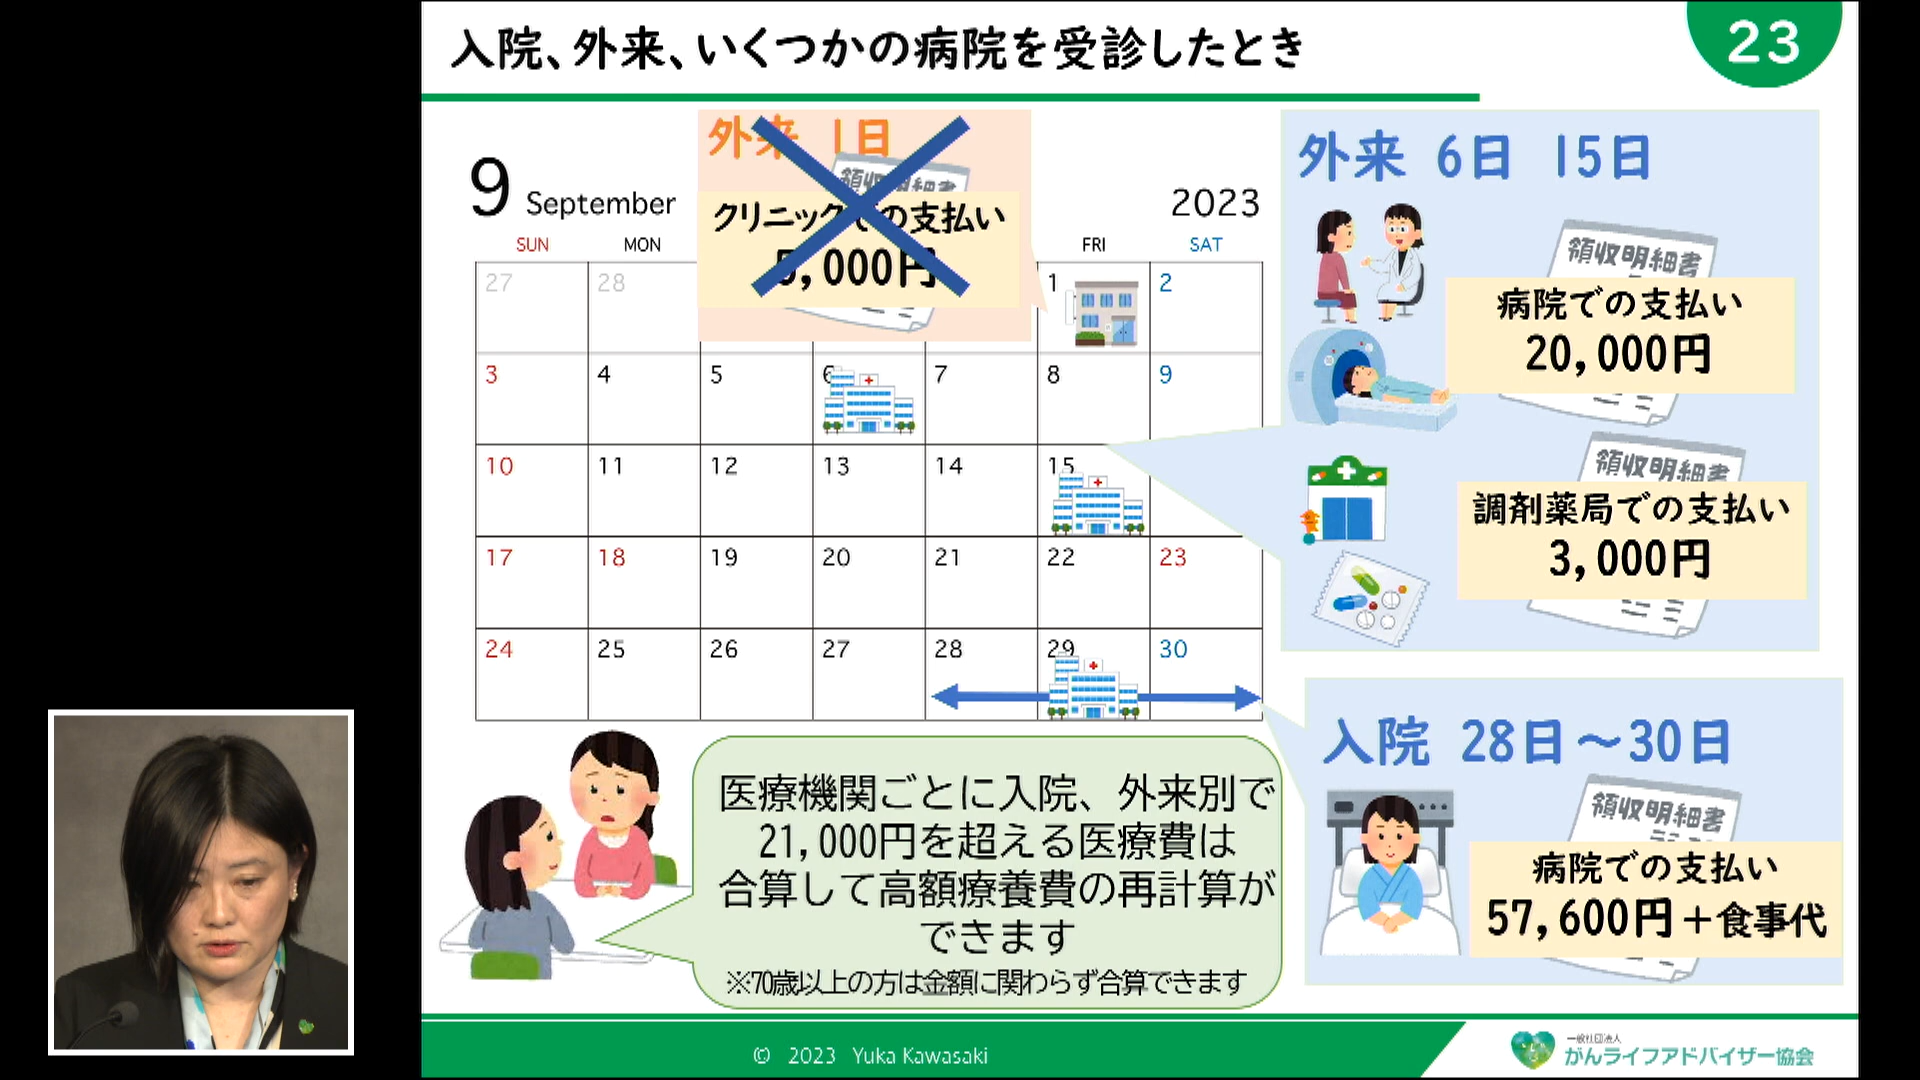 入院、外来、いくつかの病院を受診したとき
23
外来 1日
クリニックでの支払い
5,000円
9 September
2023
SUN MON FRI SAT
27 28 1 2
3 4 5 6 7 8 9
10 11 12 13 14 15
17 18 19 20 21 22 23
24 25 26 27 28 29 30
外来 6日 15日
領収明細書
病院での支払い
20,000円
領収明細書
調剤薬局での支払い
3,000円
入院 28日～30日
領収明細書
病院での支払い
57,600円＋食事代
医療機関ごとに入院、外来別で
21,000円を超える医療費は
合算して高額療養費の再計算が
できます
※70歳以上の方は金額に関わらず合算できます
© 2023 Yuka Kawasaki
一般社団法人
がんライフアドバイザー協会